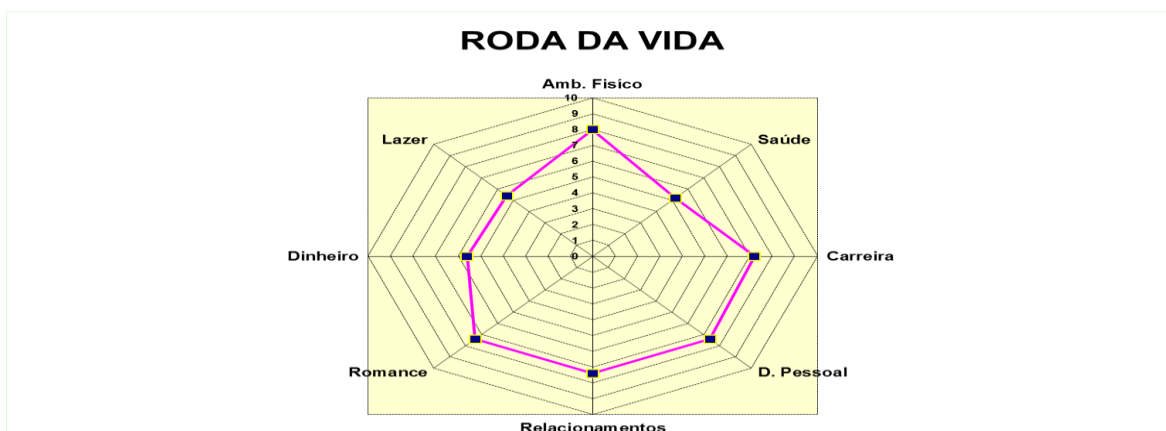 RODA DA VIDA
Amb. Fisíco
10
9
8
7
6
5
4
3
2
1
0
Lazer
Saúde
Dinheiro
Carreira
Romance
D. Pessoal
Relacionamentos